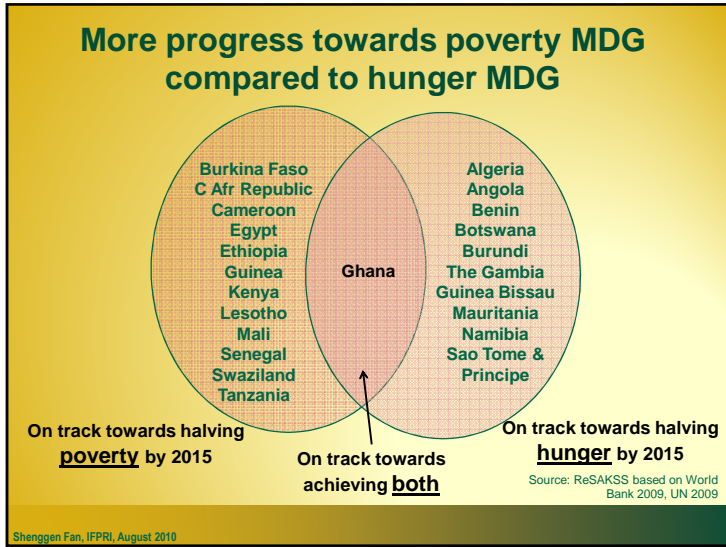 More progress towards poverty MDG
compared to hunger MDG
Burkina Faso
C Afr Republic
Cameroon
Egypt
Ethiopia
Guinea
Kenya
Lesotho
Mali
Senegal
Swaziland
Tanzania
Ghana
Algeria
Angola
Benin
Botswana
Burundi
The Gambia
Guinea Bissau
Mauritania
Namibia
Sao Tome &
Principe
On track towards halving
poverty by 2015
On track towards
achieving both
On track towards halving
hunger by 2015
Source: ReSAKSS based on World
Bank 2009, UN 2009
Shenggen Fan, IFPRI, August 2010